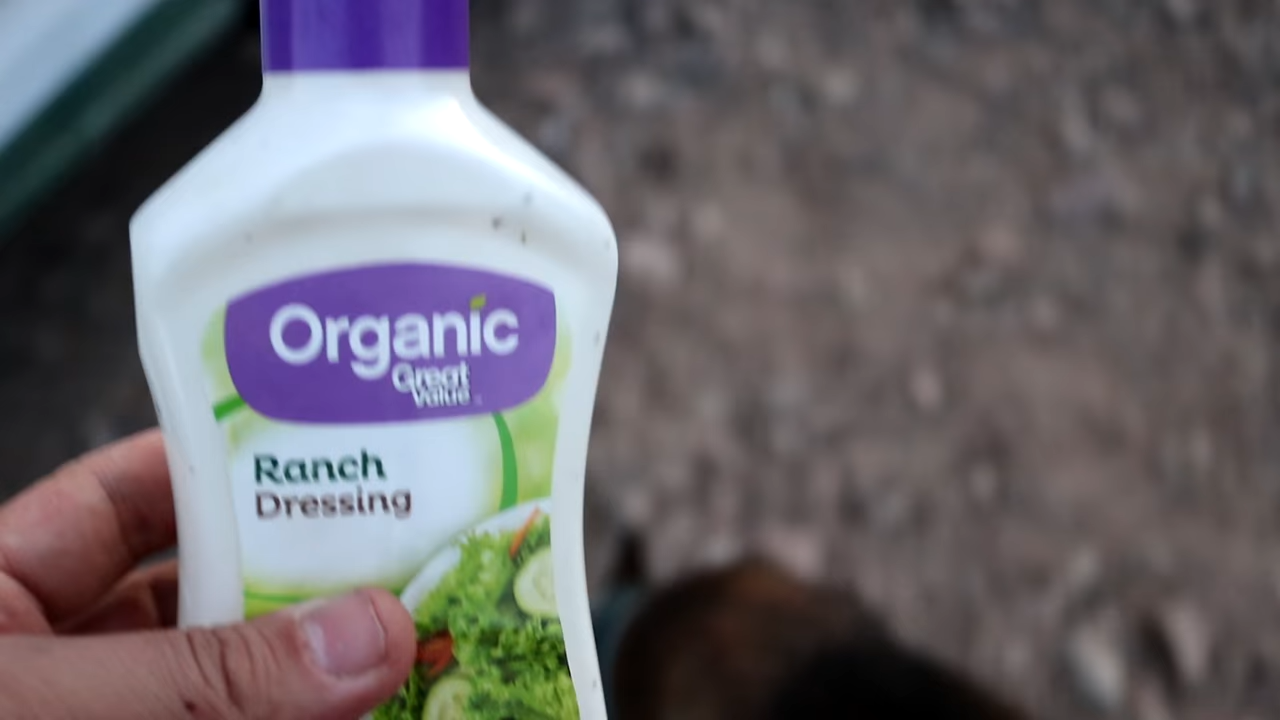 Organic
Great
Value
Ranch
Dressing